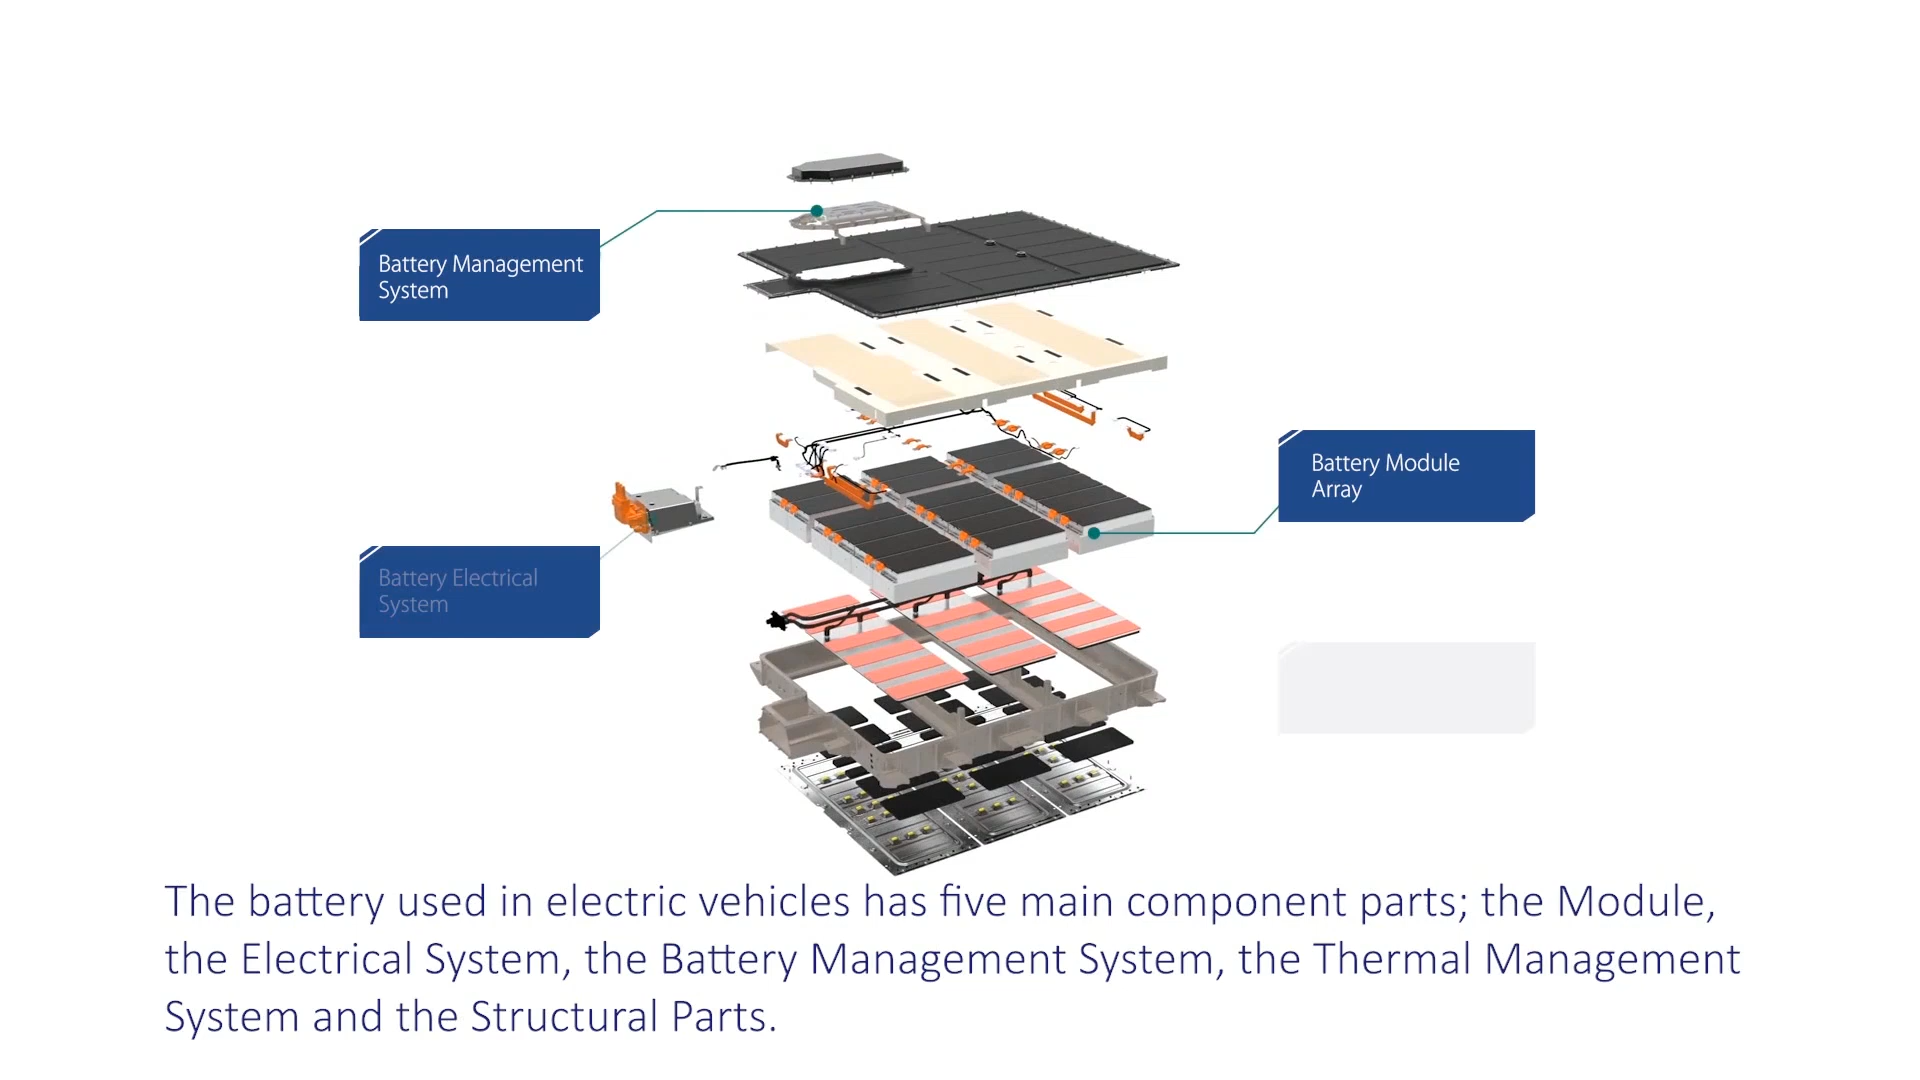 Battery Management
System
Battery Module
Array
Battery Electrical
System
The battery used in electric vehicles has five main component parts; the Module,
the Electrical System, the Battery Management System, the Thermal Management
System and the Structural Parts.